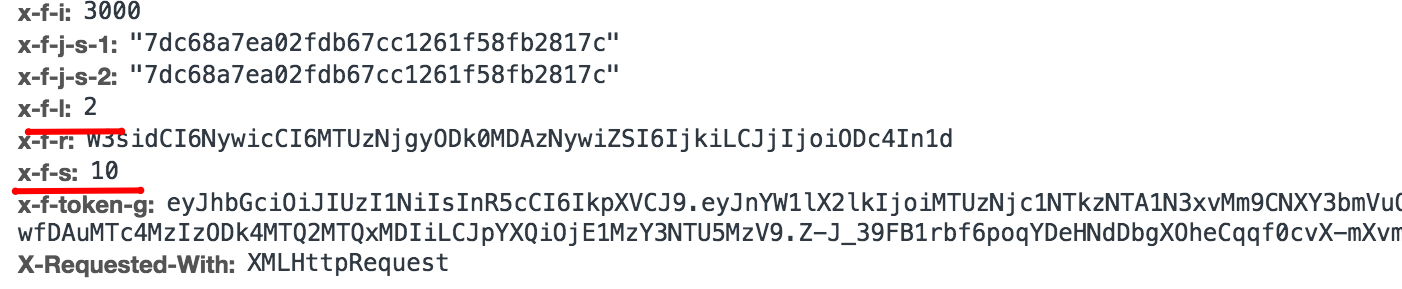 x-f-i: 3000
x-f-j-s-1: "7dc68a7ea02fdb67cc1261f58fb2817c"
x-f-j-s-2: "7dc68a7ea02fdb67cc1261f58fb2817c"
x-f-l: 2
x-f-r: W3sidCI6NywicCI6MTUzNjgyODk0MDAzNywiZSI6IjkiLCJjIjoiODc4In1d
x-f-s: 10
x-f-token-g: eyJhbGciOiJIUzI1NiIsInR5cCI6IkpXVCJ9.eyJnYW1lX2lkIjoiMTUzNjc1NTkzNTA1N3xvMm9CNXY3bmVu
wfDAuMTc4MzIzODk4MTQ2MTQxMDIiLCJpYXQiOjE1MzY3NTU5MzV9.Z-J_39FB1rbf6poqYDeHNdDbgXOheCqqf0cvX-mXvm
X-Requested-With: XMLHttpRequest